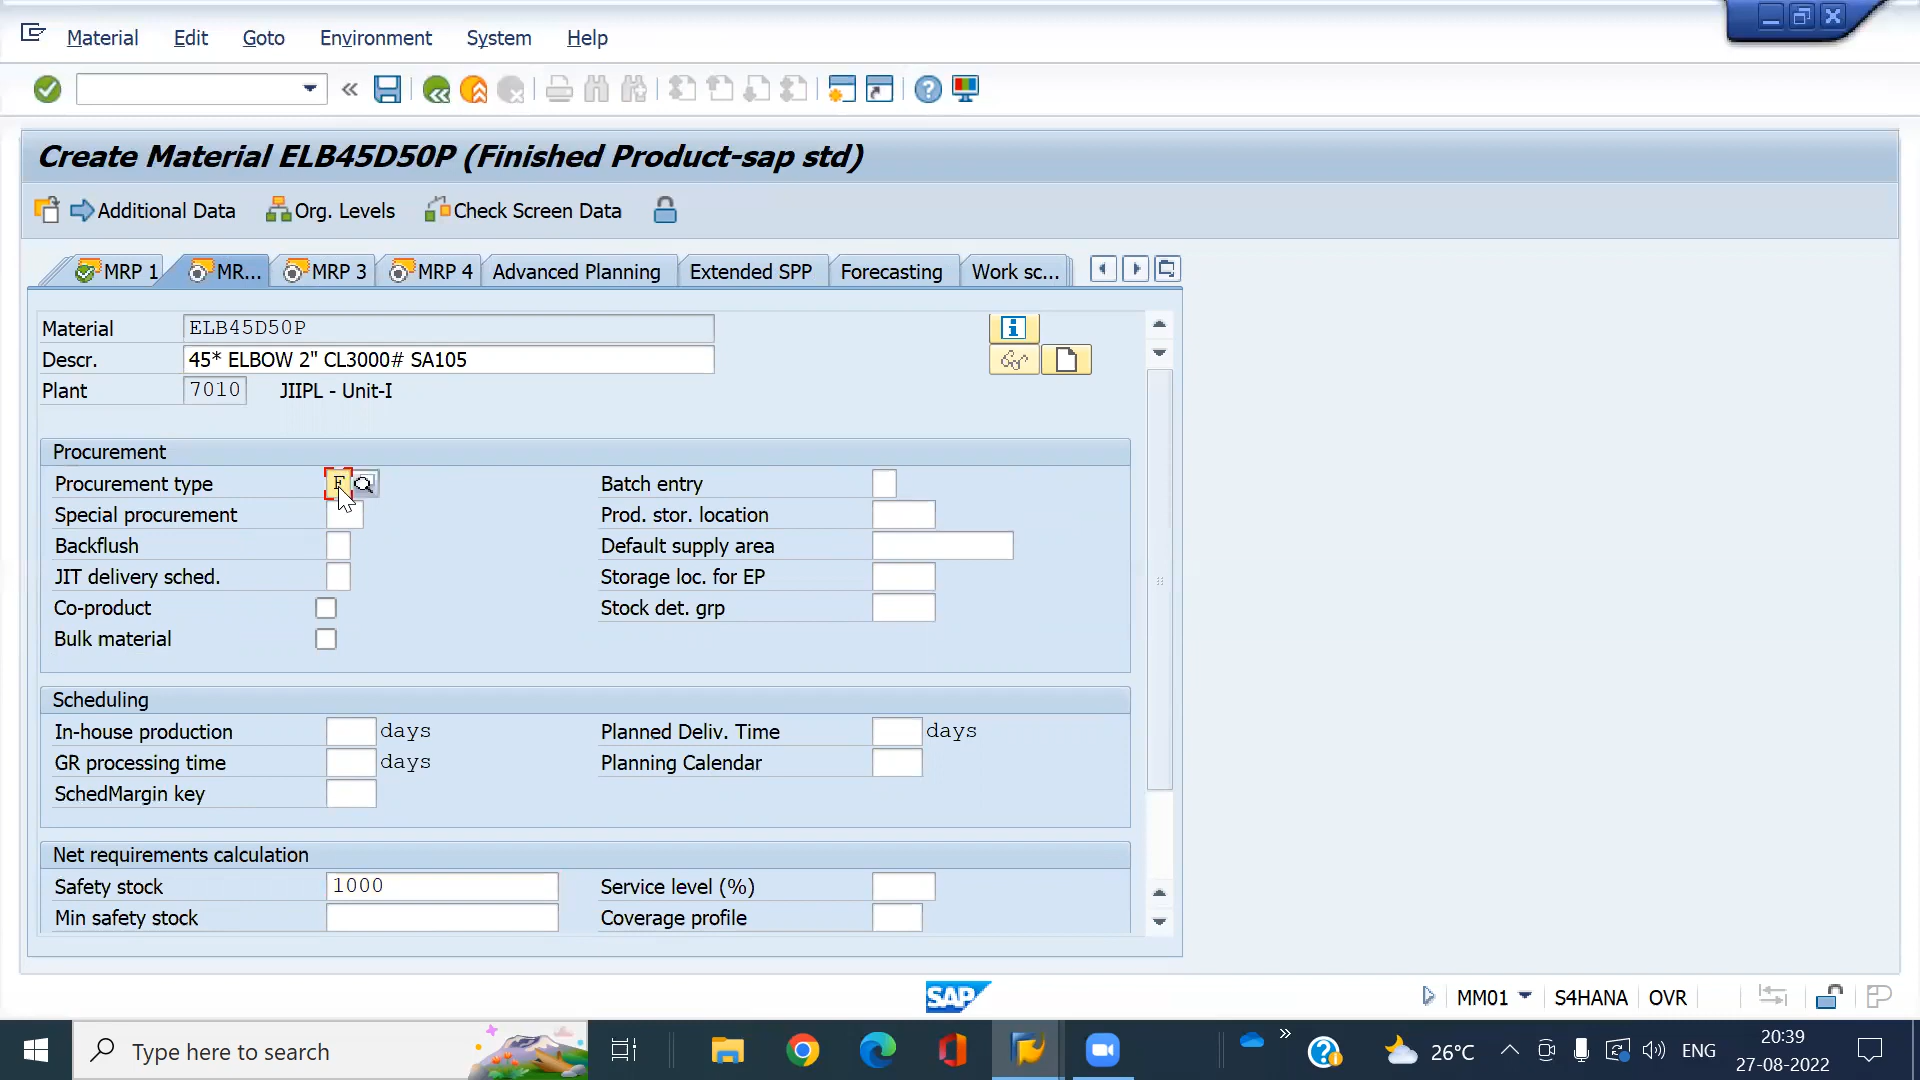 Material Edit Goto Environment System Help
Create Material ELB45D50P (Finished Product-sap std)
Additional Data Org. Levels Check Screen Data
MRP 1 MR... MRP 3 MRP 4 Advanced Planning Extended SPP Forecasting Work sc...
Material ELB45D50P
Descr. 45* ELBOW 2" CL3000# SA105
Plant 7010 JIIPL - Unit-I
Procurement
Procurement type F Batch entry
Special procurement Prod. stor. location
Backflush Default supply area
JIT delivery sched. Storage loc. for EP
Co-product Stock det. grp
Bulk material
Scheduling
In-house production days Planned Deliv. Time days
GR processing time days Planning Calendar
SchedMargin key
Net requirements calculation
Safety stock 1000 Service level (%)
Min safety stock Coverage profile
SAP MM01 S4HANA OVR
Type here to search 26°C ENG 20:39
27-08-2022